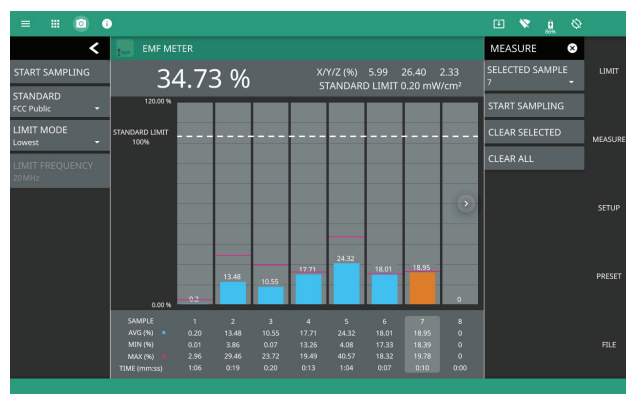 86%
EMF METER
MEASURE
START SAMPLING
STANDARD
FCC Public
LIMIT MODE
Lowest
LIMIT FREQUENCY
20 MHz
34.73 %
X/Y/Z (%) 5.99 26.40 2.33
STANDARD LIMIT 0.20 mW/cm²
120.00 %
STANDARD LIMIT
100%
0.00 %
0.2 13.48 10.55 17.71 24.32 18.01 18.95 0
SAMPLE 1 2 3 4 5 6 7 8
AVG (%) 0.20 13.48 10.55 17.71 24.32 18.01 18.95 0
MIN (%) 0.01 3.86 0.07 13.26 4.08 17.33 18.39 0
MAX (%) 2.96 29.46 23.72 19.49 40.57 18.32 19.78 0
TIME (mm:ss) 1:06 0:19 0:20 0:13 1:04 0:07 0:10 0:00
SELECTED SAMPLE
7
START SAMPLING
CLEAR SELECTED
CLEAR ALL
LIMIT
MEASURE
SETUP
PRESET
FILE